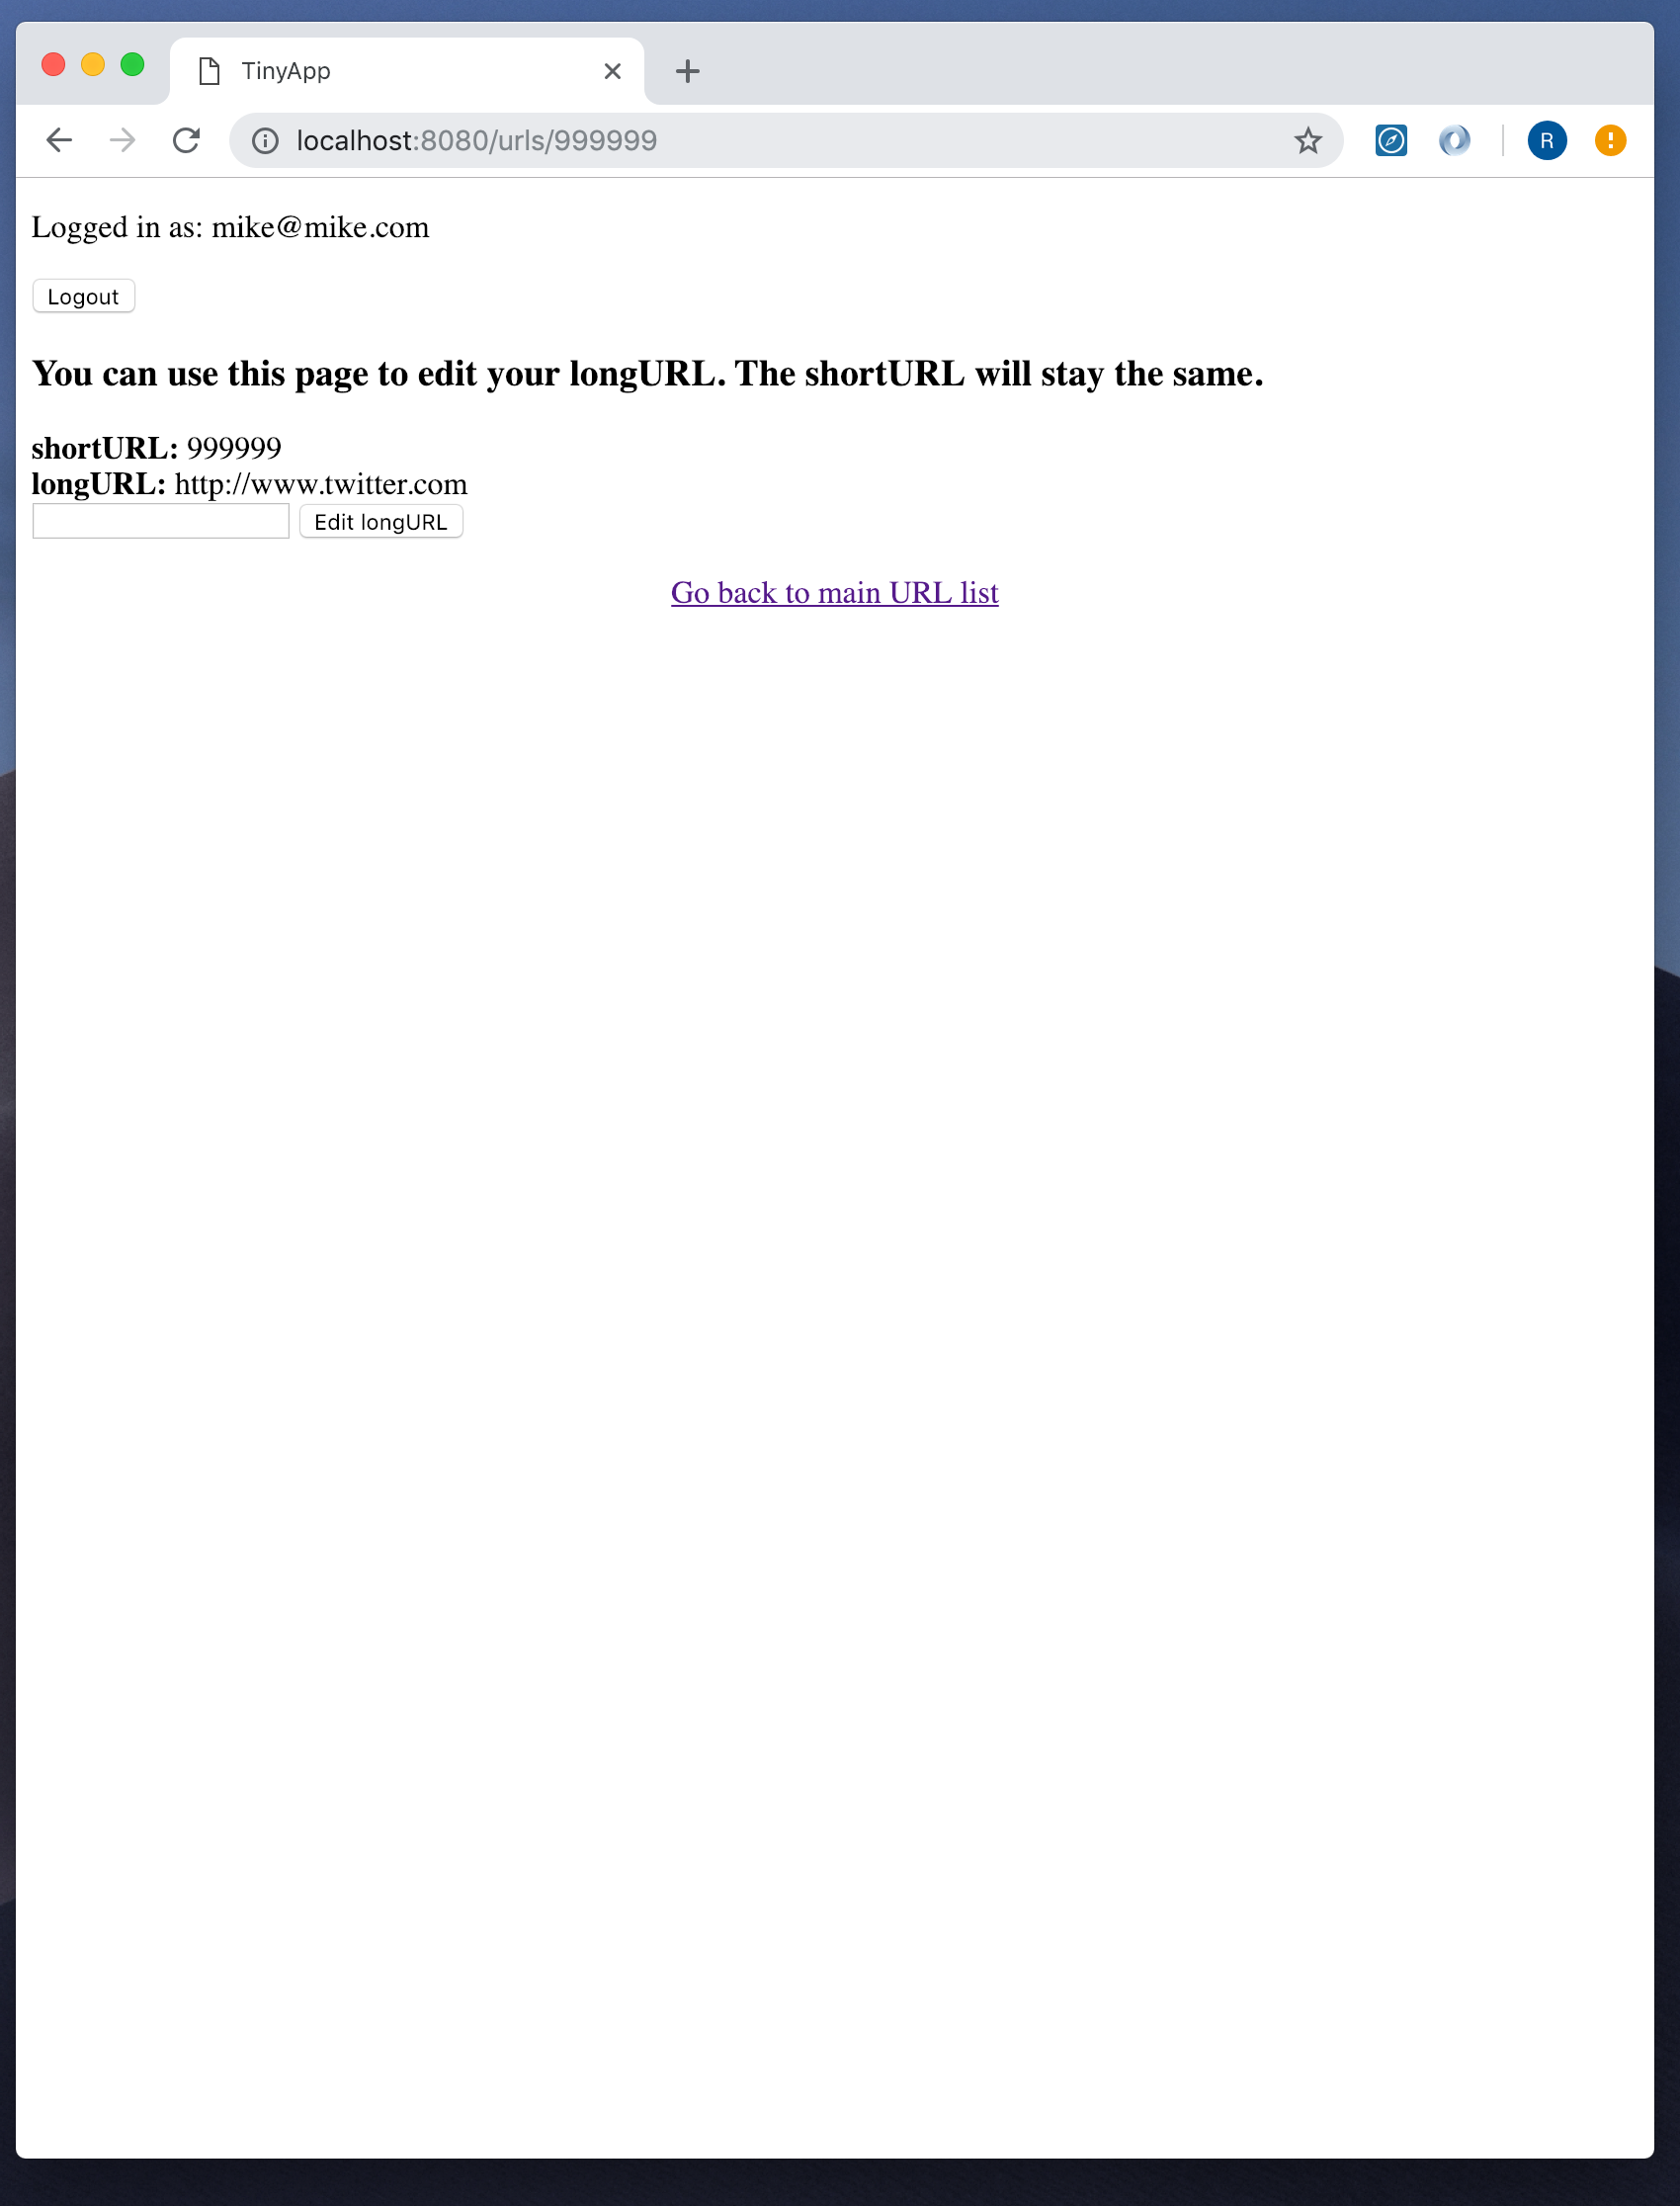 TinyApp
localhost:8080/urls/999999
R
Logged in as: mike@mike.com
Logout
You can use this page to edit your longURL. The shortURL will stay the same.
shortURL: 999999
longURL: http://www.twitter.com
Edit longURL
Go back to main URL list